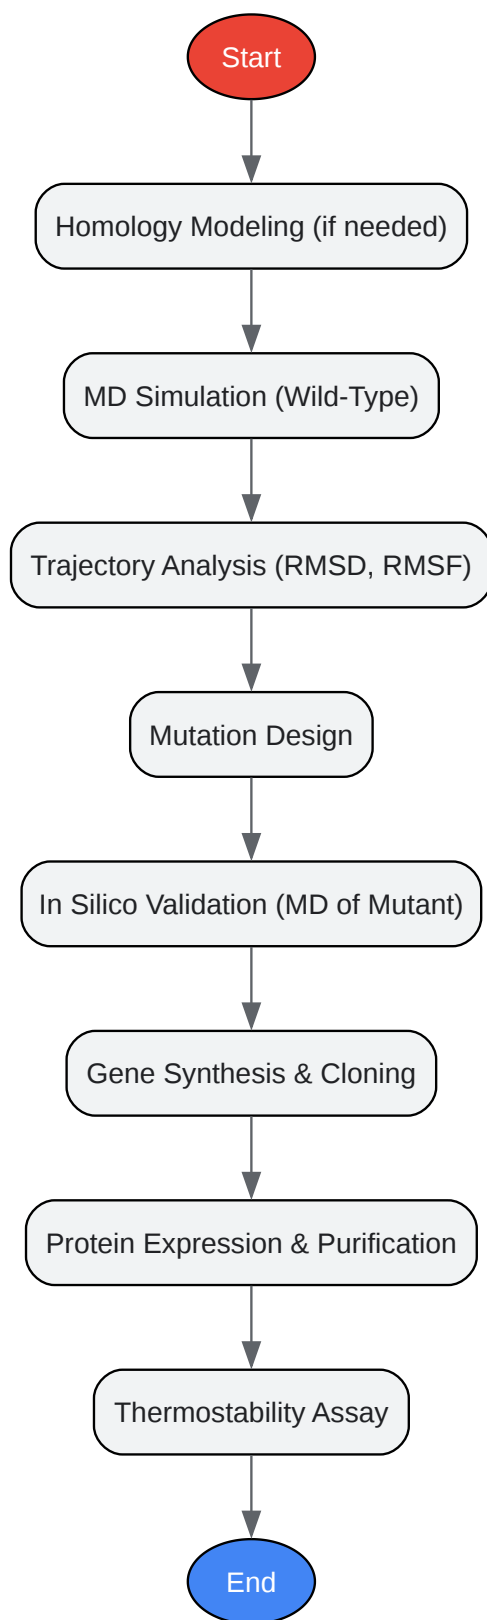 Start
Homology Modeling (if needed)
MD Simulation (Wild-Type)
Trajectory Analysis (RMSD, RMSF)
Mutation Design
In Silico Validation (MD of Mutant)
Gene Synthesis & Cloning
Protein Expression & Purification
Thermostability Assay
End